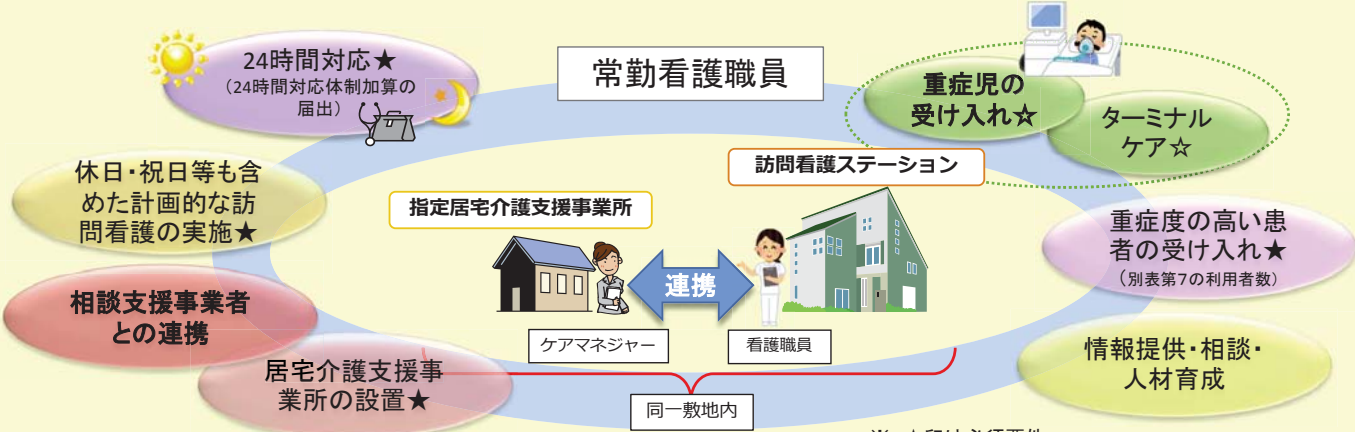 24時間対応★
(24時間対応体制加算の
届出)
常勤看護職員
重症児の
受け入れ☆
ターミナル
ケア☆
休日・祝日等も含
めた計画的な訪
問看護の実施★
指定居宅介護支援事業所
訪問看護ステーション
重症度の高い患
者の受け入れ★
(別表第7の利用者数)
相談支援事業者
との連携
連携
ケアマネジャー
看護職員
情報提供・相談・
人材育成
居宅介護支援事
業所の設置★
同一敷地内